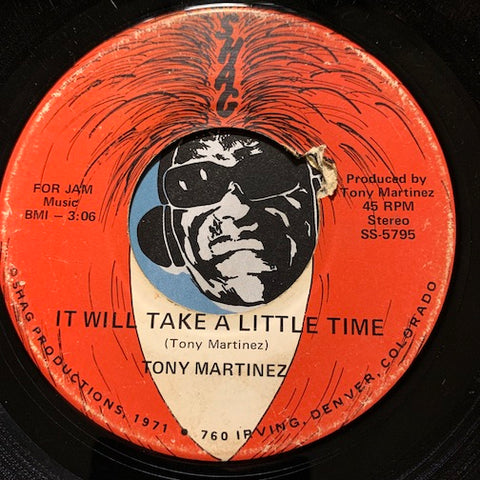 SHAG
FOR JAM
Music
BMI – 3:06
Produced by
Tony Martinez
45 RPM
Stereo
SS-5795
IT WILL TAKE A LITTLE TIME
(Tony Martinez)
TONY MARTINEZ
© SHAG PRODUCTIONS, 1971 • 760 IRVING, DENVER, COLORADO